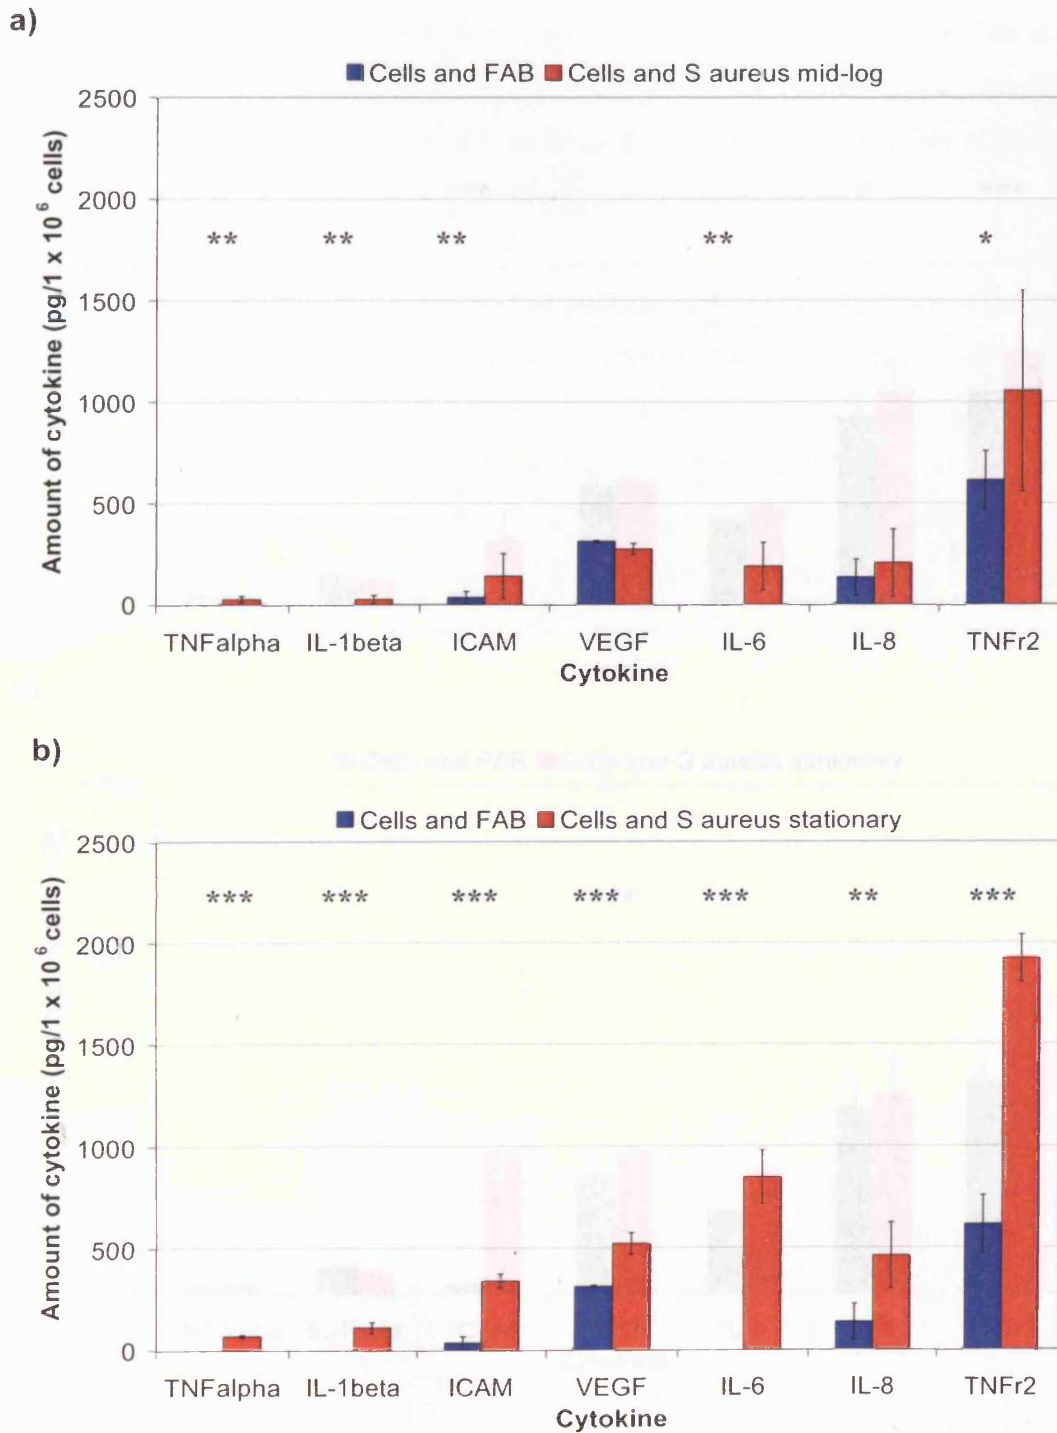 a)
Cells and FAB Cells and S aureus mid-log
2500
2000
1500
1000
500
0
Amount of cytokine (pg/1 x 10⁶ cells)
** ** ** ** *
TNFalpha IL-1beta ICAM VEGF IL-6 IL-8 TNFr2
Cytokine
b)
Cells and FAB Cells and S aureus stationary
2500
2000
1500
1000
500
0
Amount of cytokine (pg/1 x 10⁶ cells)
*** *** *** *** *** ** ***
TNFalpha IL-1beta ICAM VEGF IL-6 IL-8 TNFr2
Cytokine